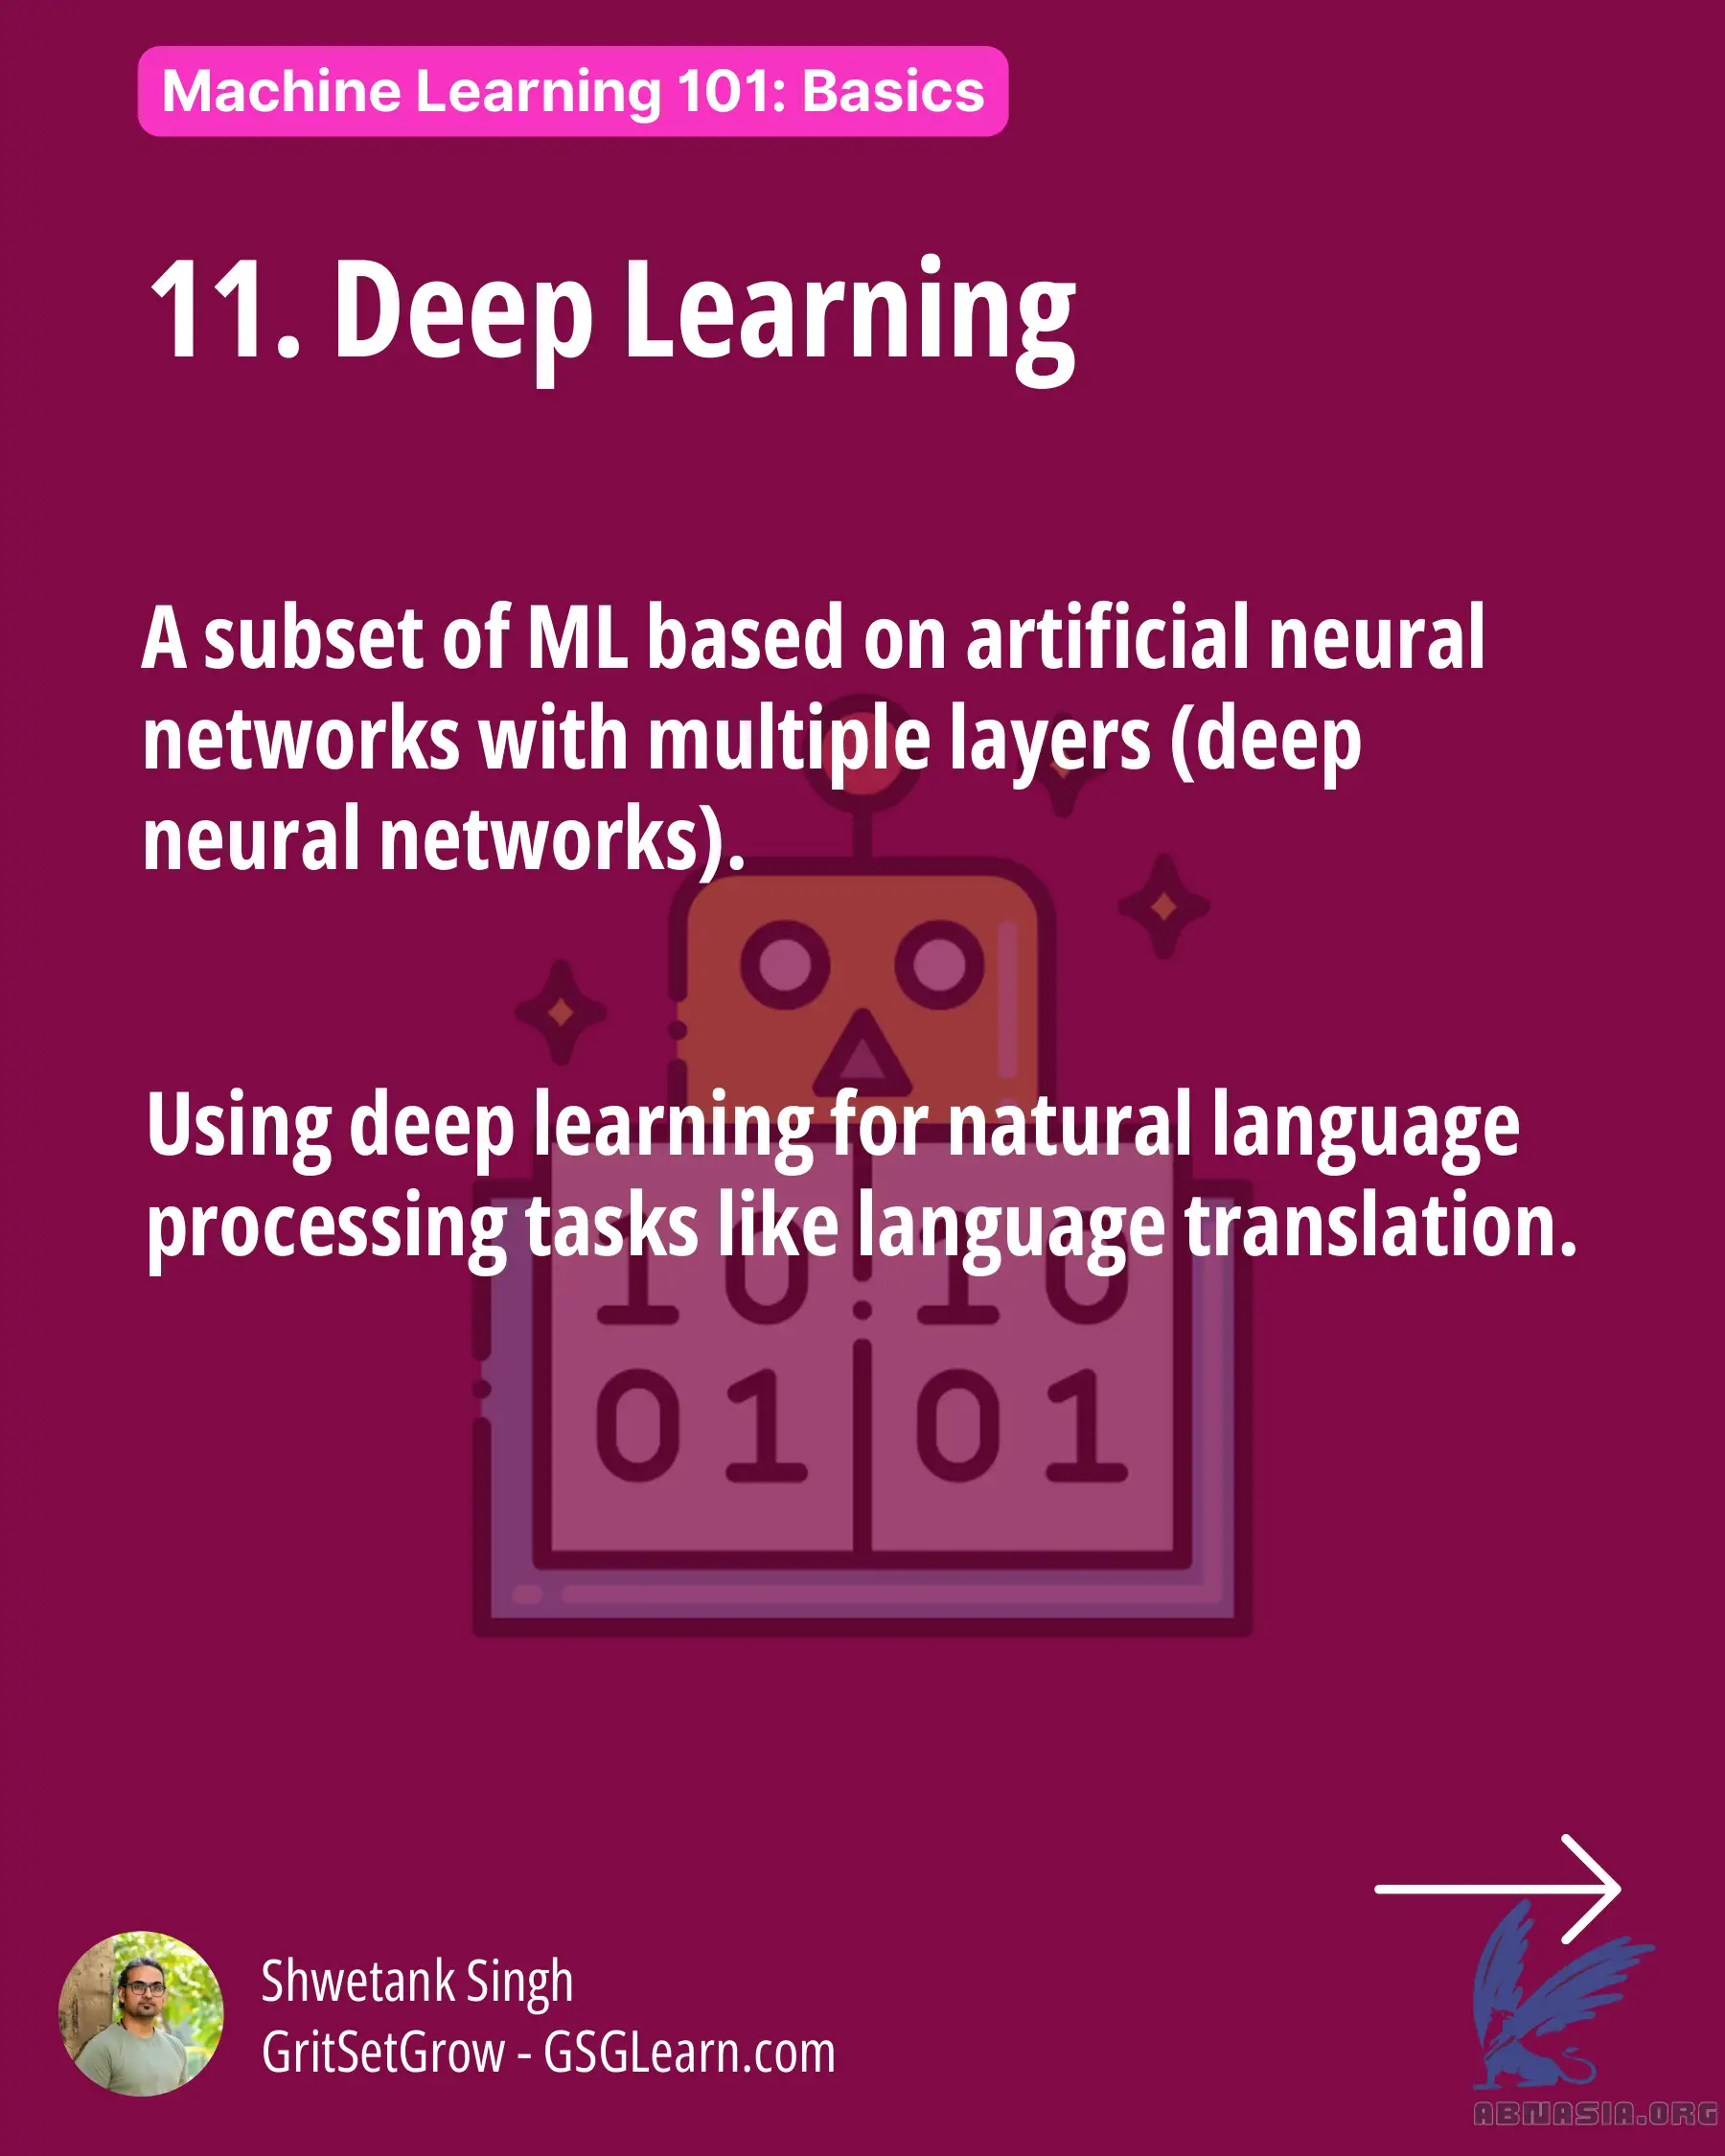 Machine Learning 101: Basics
11. Deep Learning
A subset of ML based on artificial neural
networks with multiple layers (deep
neural networks).
Using deep learning for natural language
processing tasks like language translation.
10 10
01 01
Shwetank Singh
GritSetGrow - GSGLearn.com
ABNASIA.ORG